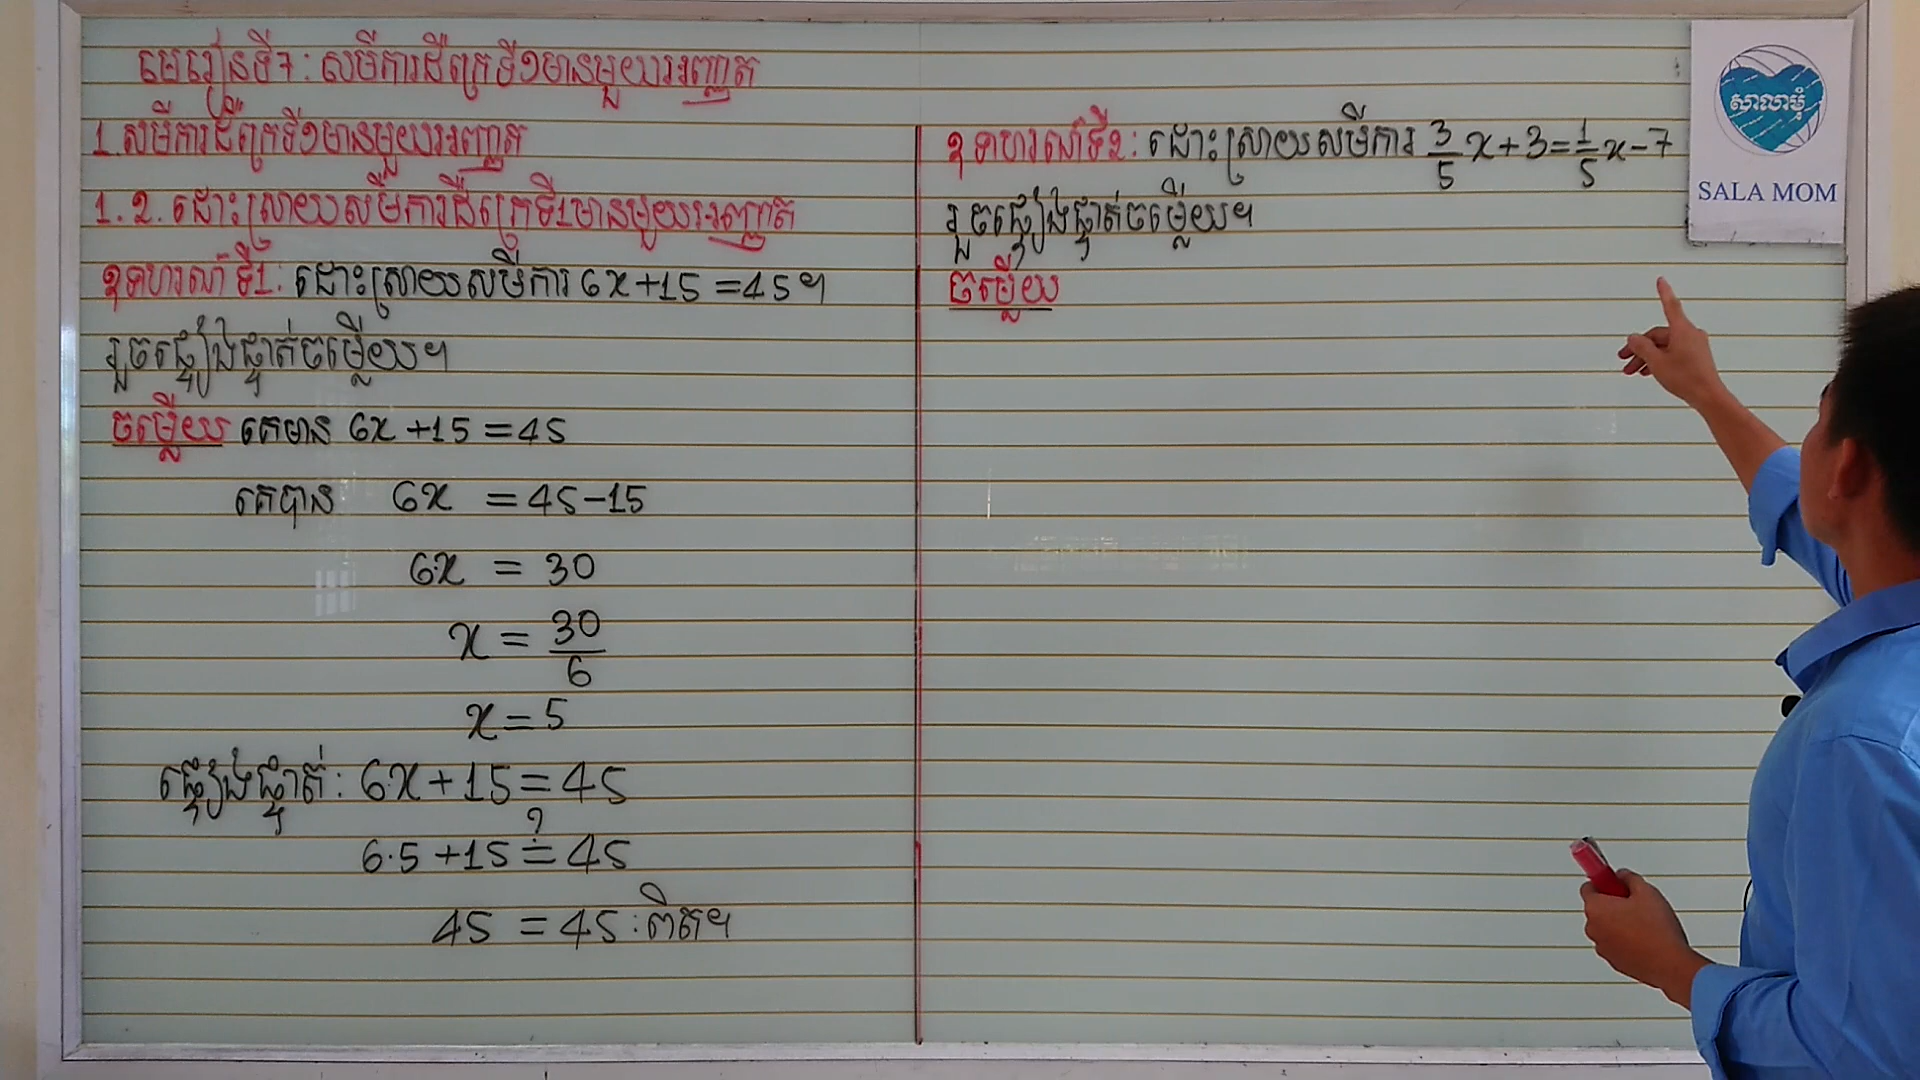 មេរៀនទី7: សមីការដឺក្រេទី១មានមួយអញ្ញាត
1.សមីការដឺក្រេទី១មានមួយអញ្ញាត
1.2.ដោះស្រាយសមីការដឺក្រេទី1មានមួយអញ្ញាត
ឧទាហរណ៍ទី1: ដោះស្រាយសមីការ 6x+15=45។
រួចផ្ទៀងផ្ទាត់ចម្លើយ។
ចម្លើយ គេមាន 6x+15=45
គេបាន 6x = 45-15
6x = 30
x = 30/6
x = 5
ផ្ទៀងផ្ទាត់: 6x+15=45
?
6·5+15=45
45 = 45:ពិត។
ឧទាហរណ៍ទី២: ដោះស្រាយសមីការ 3/5 x+3=1/5 x-7
រួចផ្ទៀងផ្ទាត់ចម្លើយ។
ចម្លើយ
សាលាមុំ
SALA MOM